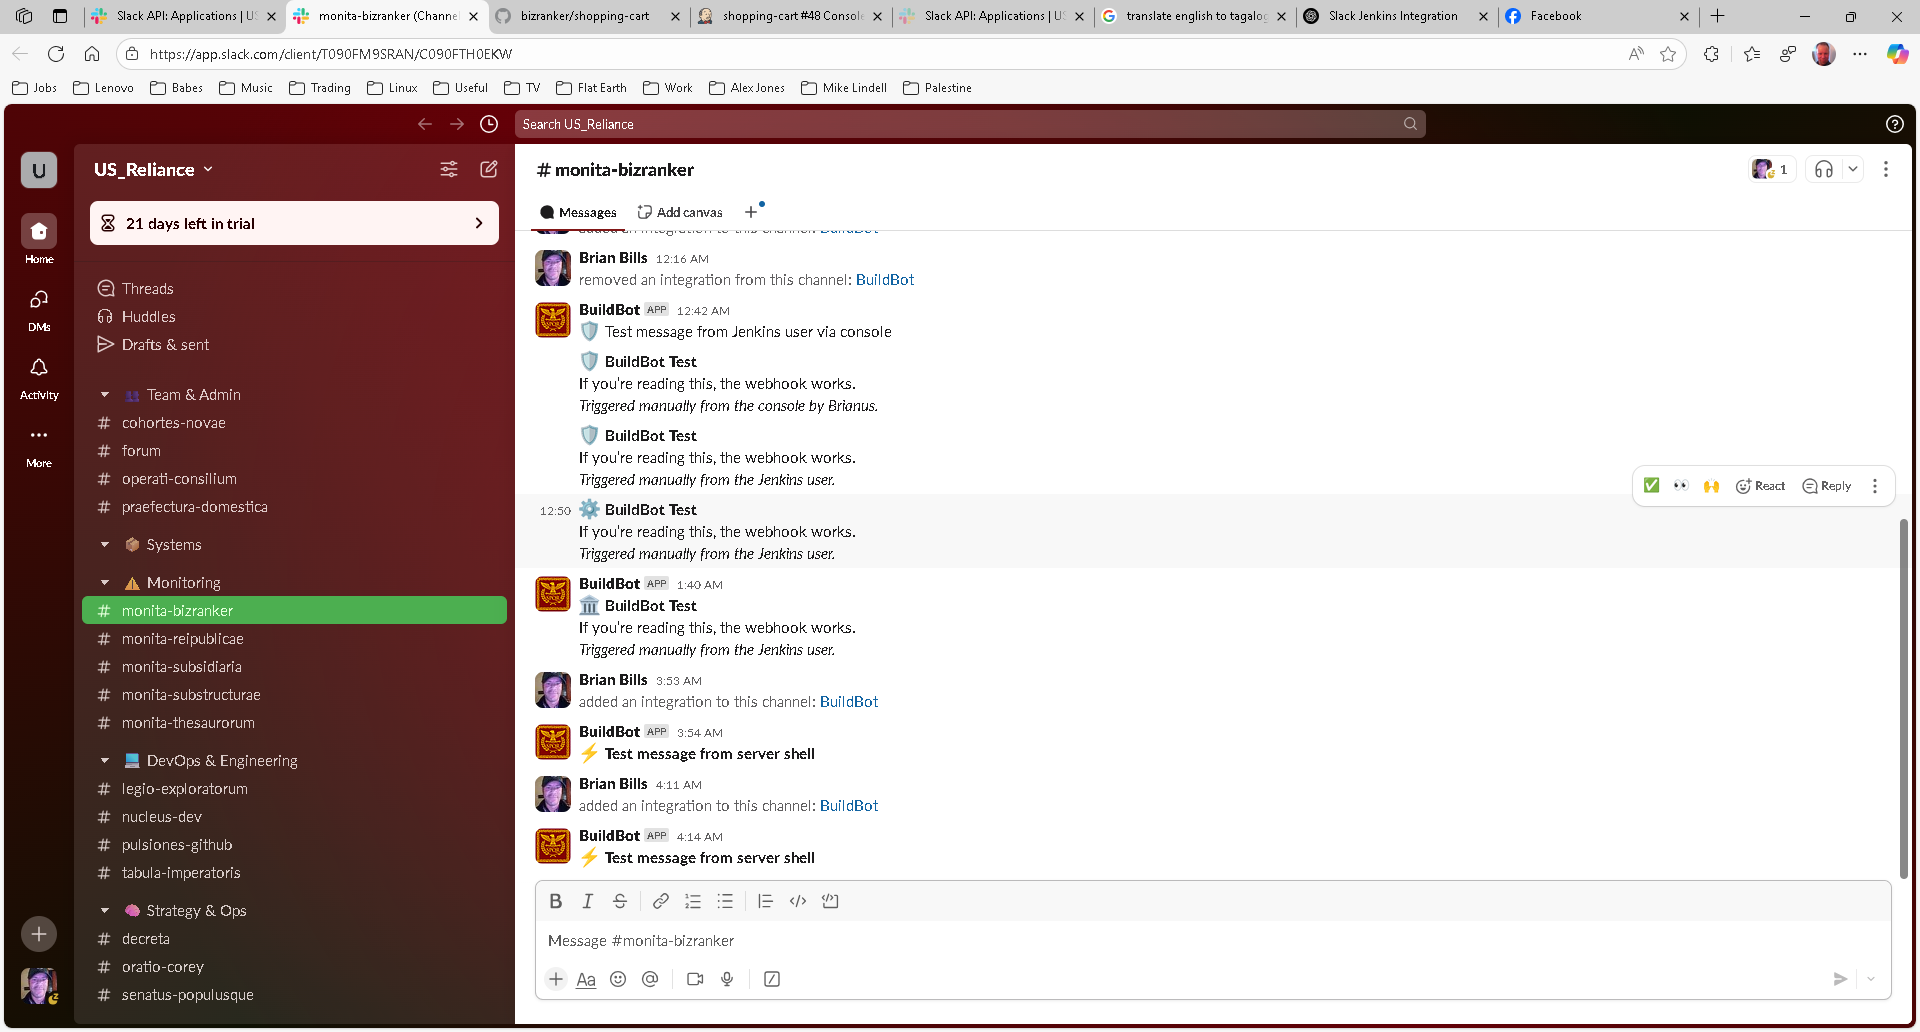 Slack API: Applications | US
monita-bizranker (Channel
bizranker/shopping-cart
shopping-cart #48 Console
Slack API: Applications | US
translate english to tagalog
Slack Jenkins Integration
Facebook
https://app.slack.com/client/T090FM9SRAN/C090FTH0EKW
Jobs
Lenovo
Babes
Music
Trading
Linux
Useful
TV
Flat Earth
Work
Alex Jones
Mike Lindell
Palestine
Search US_Reliance
U
Home
DMs
Activity
More
US_Reliance
21 days left in trial
Threads
Huddles
Drafts & sent
Team & Admin
# cohortes-novae
# forum
# operati-consilium
# praefectura-domestica
Systems
Monitoring
# monita-bizranker
# monita-reipublicae
# monita-subsidiaria
# monita-substructurae
# monita-thesaurorum
DevOps & Engineering
# legio-exploratorum
# nucleus-dev
# pulsiones-github
# tabula-imperatoris
Strategy & Ops
# decreta
# oratio-corey
# senatus-populusque
# monita-bizranker
1
Messages
Add canvas
added an integration to this channel: BuildBot
Brian Bills 12:16 AM
removed an integration from this channel: BuildBot
BuildBot APP 12:42 AM
Test message from Jenkins user via console
BuildBot Test
If you're reading this, the webhook works.
Triggered manually from the console by Brianus.
BuildBot Test
If you're reading this, the webhook works.
Triggered manually from the Jenkins user.
React
Reply
12:50 BuildBot Test
If you're reading this, the webhook works.
Triggered manually from the Jenkins user.
BuildBot APP 1:40 AM
BuildBot Test
If you're reading this, the webhook works.
Triggered manually from the Jenkins user.
Brian Bills 3:53 AM
added an integration to this channel: BuildBot
BuildBot APP 3:54 AM
Test message from server shell
Brian Bills 4:11 AM
added an integration to this channel: BuildBot
BuildBot APP 4:14 AM
Test message from server shell
Message #monita-bizranker
Aa